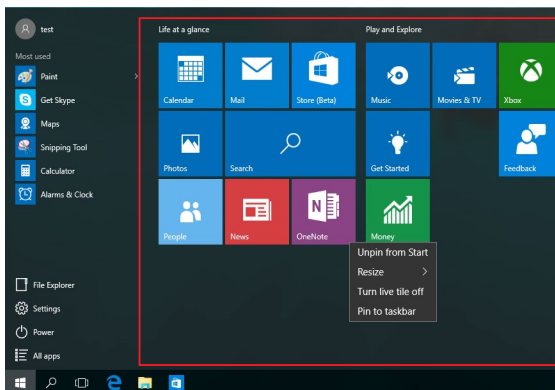 test
Most used
Paint
Get Skype
Maps
Snipping Tool
Calculator
Alarms & Clock
File Explorer
Settings
Power
All apps
Life at a glance
Calendar
Mail
Store (Beta)
Photos
Search
People
News
OneNote
Play and Explore
Music
Movies & TV
Xbox
Get Started
Feedback
Money
Unpin from Start
Resize
Turn live tile off
Pin to taskbar